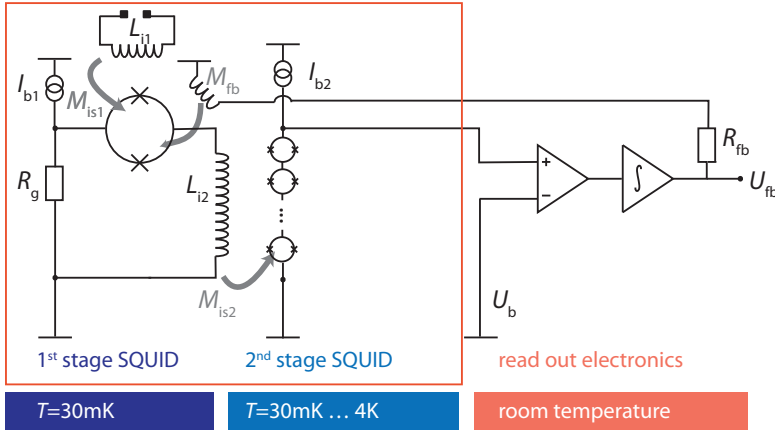 L_i1
I_b1
M_is1
M_fb
I_b2
R_g
L_i2
M_is2
+
−
∫
R_fb
U_fb
U_b
1st stage SQUID
2nd stage SQUID
read out electronics
T=30mK
T=30mK ... 4K
room temperature